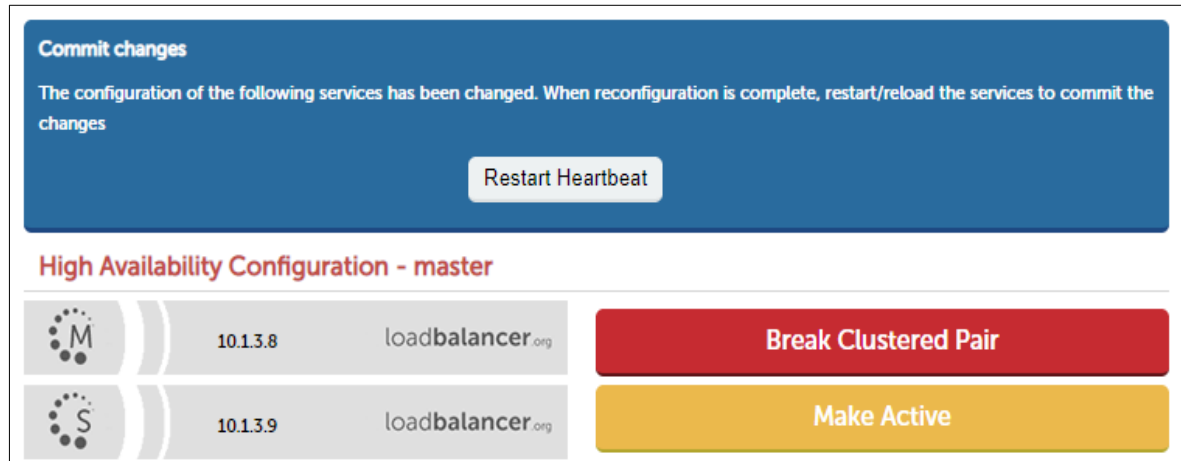 Commit changes
The configuration of the following services has been changed. When reconfiguration is complete, restart/reload the services to commit the
changes
Restart Heartbeat
High Availability Configuration - master
M 10.1.3.8 loadbalancer.org
Break Clustered Pair
S 10.1.3.9 loadbalancer.org
Make Active